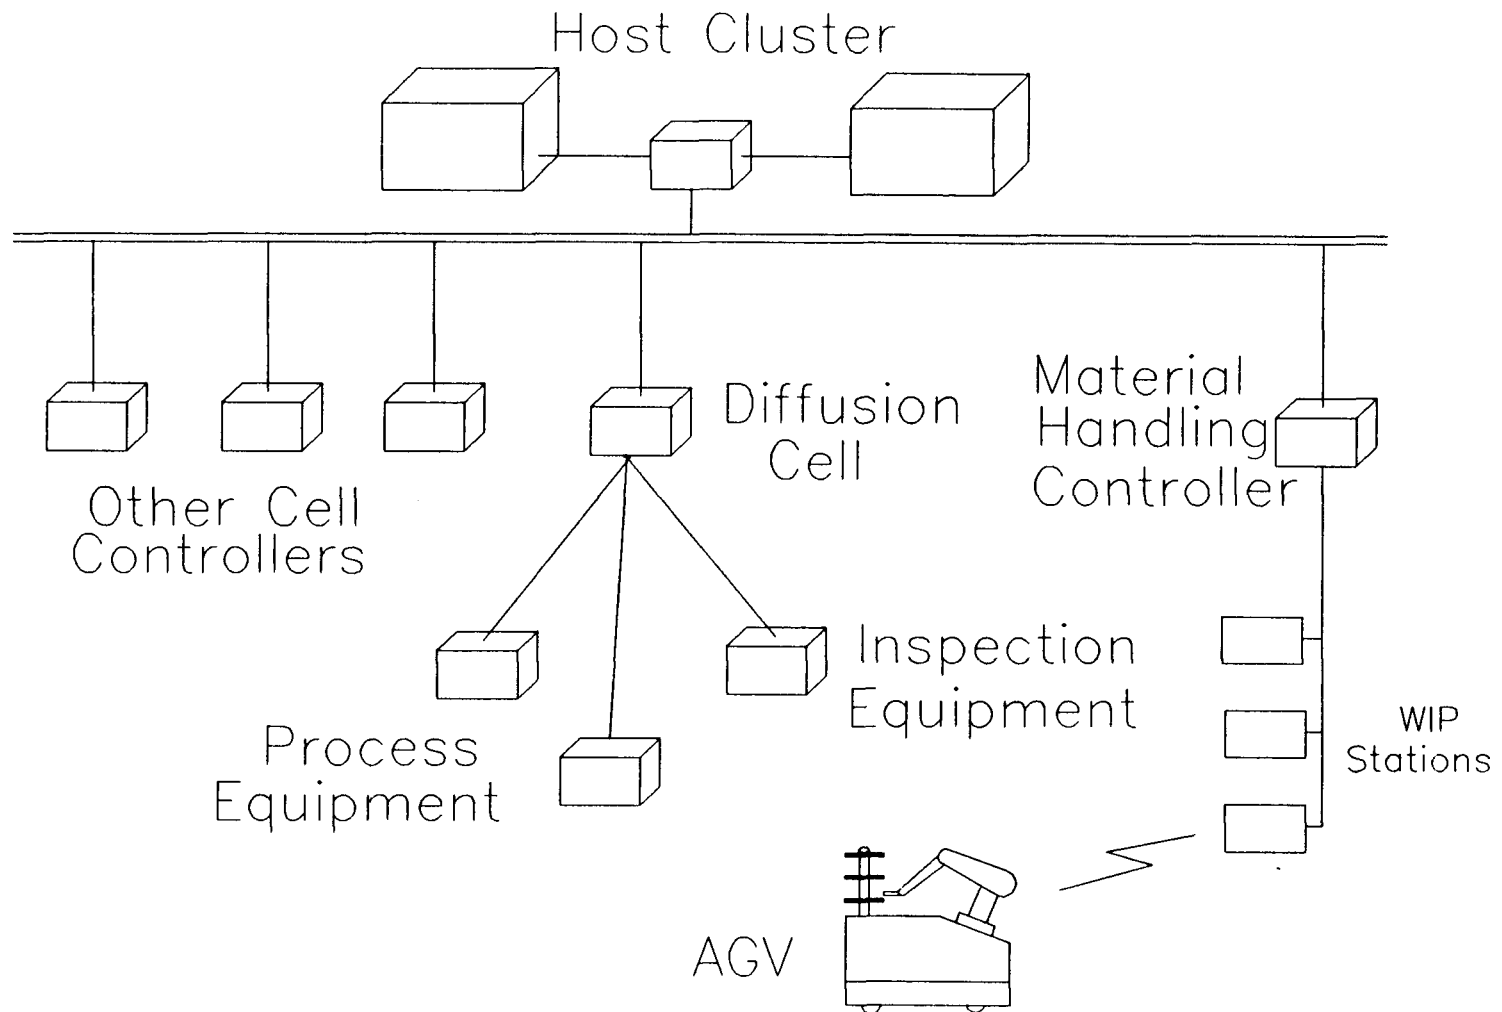 Host Cluster
Diffusion
Cell
Material
Handling
Controller
Other Cell
Controllers
Inspection
Equipment
Process
Equipment
WIP
Stations
AGV